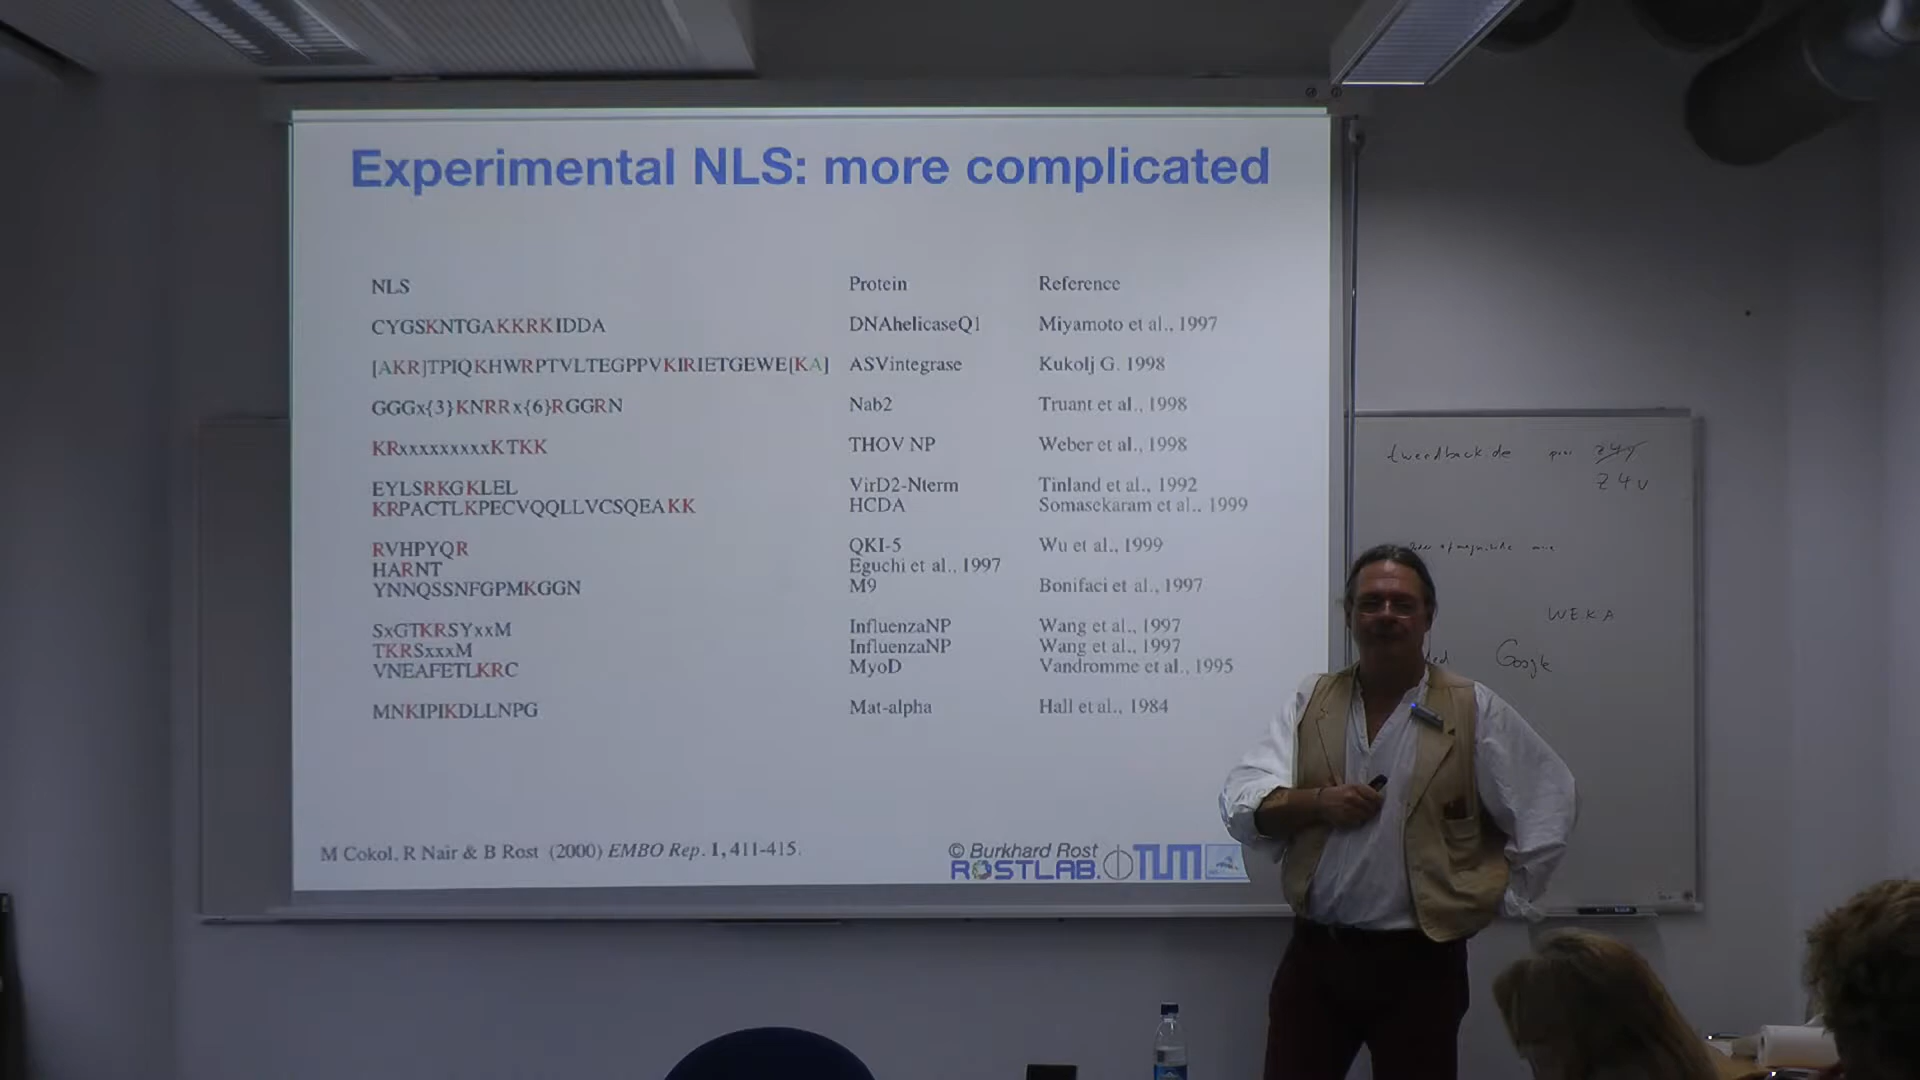 Experimental NLS: more complicated
NLS Protein Reference
CYGSKNTGAKKRKIDDA DNAhelicaseQ1 Miyamoto et al., 1997
[AKR]TPIQKHWRPTVLTEGPPVKIRIETGEWE[KA] ASVintegrase Kukolj G. 1998
GGGx{3}KNRRx{6}RGGRN Nab2 Truant et al., 1998
KRxxxxxxxxxKTKK THOV NP Weber et al., 1998
EYLSRKGKLEL VirD2-Nterm Tinland et al., 1992
KRPACTLKPECVQQLLVCSQEAKK HCDA Somasekaram et al., 1999
RVHPYQR QKI-5 Wu et al., 1999
HARNT Eguchi et al., 1997
YNNQSSNFGPMKGGN M9 Bonifaci et al., 1997
SxGTKRSYxxM InfluenzaNP Wang et al., 1997
TKRSxxxM InfluenzaNP Wang et al., 1997
VNEAFETLKRC MyoD Vandromme et al., 1995
MNKIPIKDLLNPG Mat-alpha Hall et al., 1984
M Cokol, R Nair & B Rost (2000) EMBO Rep. 1, 411-415.
© Burkhard Rost
ROSTLAB. TUM
tweedback.de
Z4v
WEKA
Google